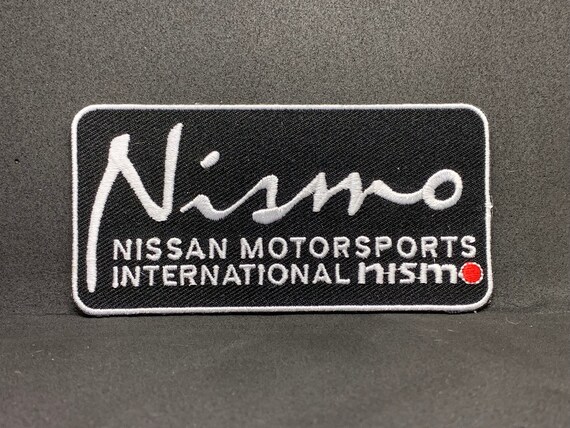 Nismo
NISSAN MOTORSPORTS
INTERNATIONAL nismo